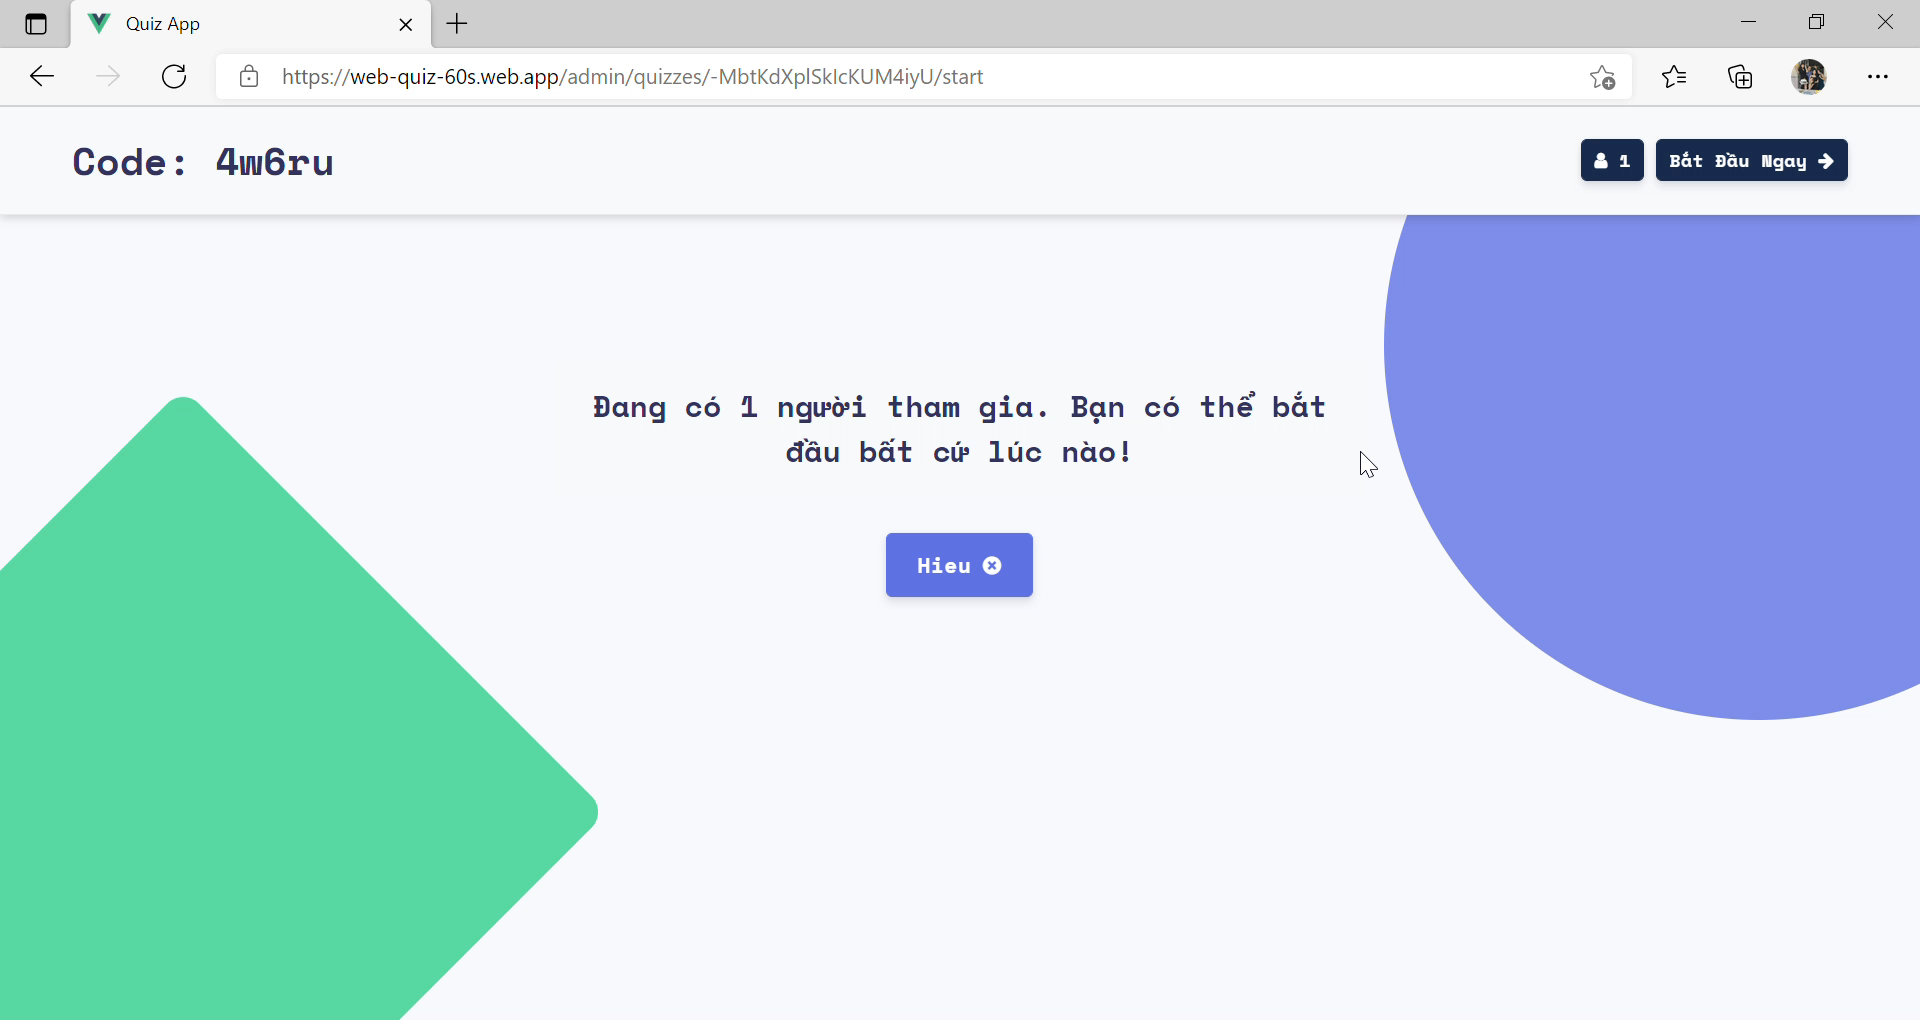 Quiz App
https://web-quiz-60s.web.app/admin/quizzes/-MbtKdXplSkIcKUM4iyU/start
Code: 4w6ru
1
Bắt Đầu Ngay
Đang có 1 người tham gia. Bạn có thể bắt
đầu bất cứ lúc nào!
Hieu